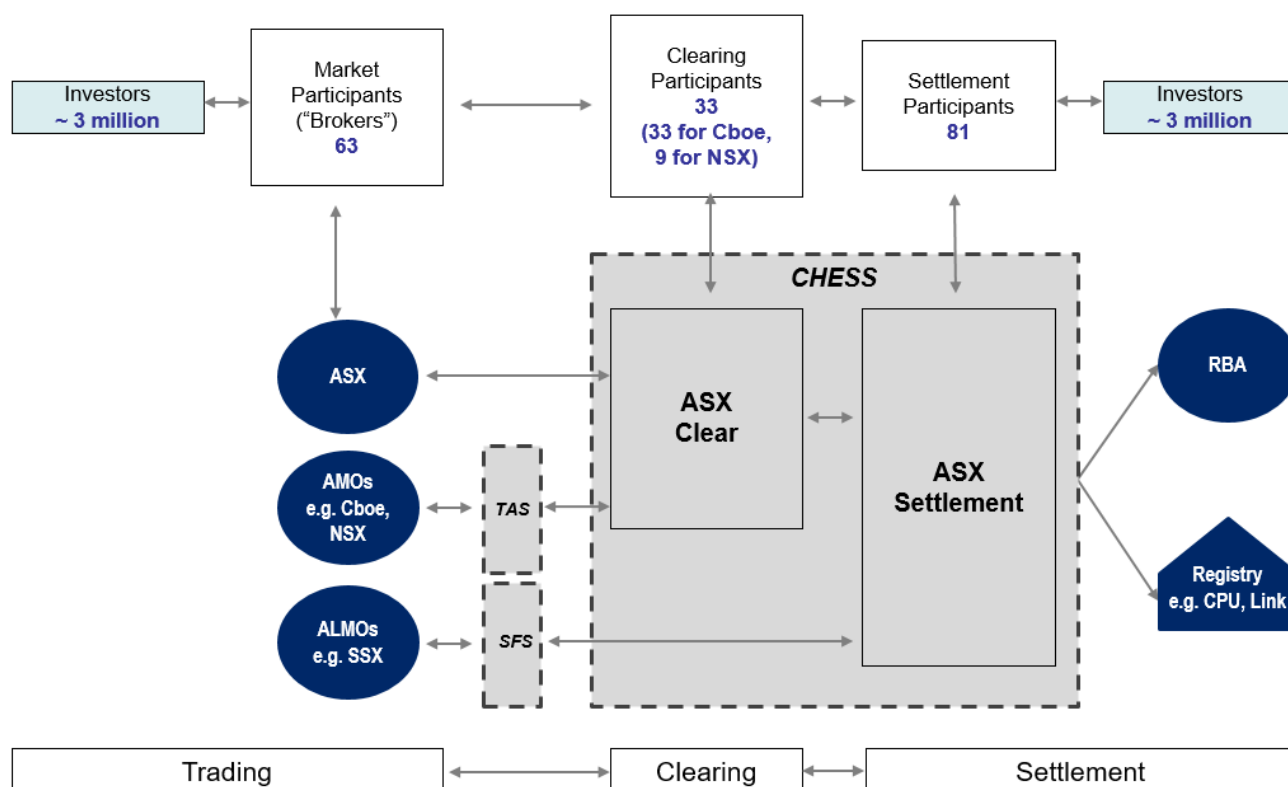 Investors
~ 3 million
Market
Participants
(“Brokers”)
63
Clearing
Participants
33
(33 for Cboe,
9 for NSX)
Settlement
Participants
81
Investors
~ 3 million
CHESS
ASX
ASX
Clear
ASX
Settlement
RBA
AMOs
e.g. Cboe,
NSX
TAS
Registry
e.g. CPU, Link
ALMOs
e.g. SSX
SFS
Trading
Clearing
Settlement